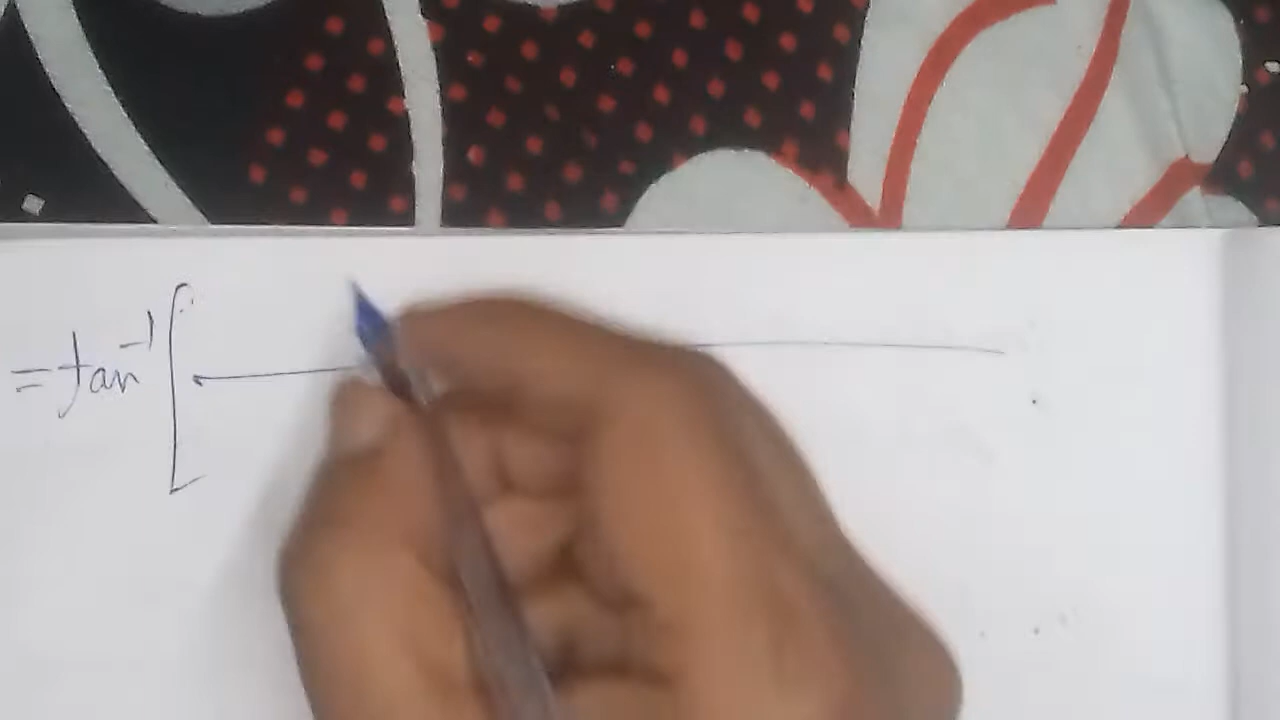 = tan⁻¹ [